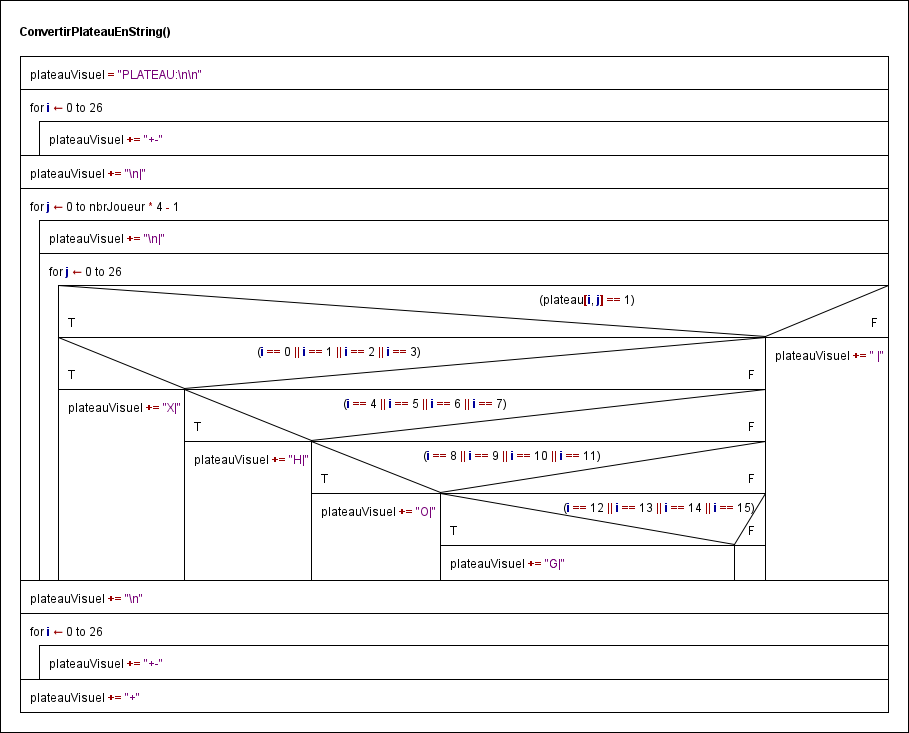 ConvertirPlateauEnString()
plateauVisuel = "PLATEAU:\n\n"
for i ← 0 to 26
plateauVisuel += "+-"
plateauVisuel += "\n|"
for j ← 0 to nbrJoueur * 4 - 1
plateauVisuel += "\n|"
for j ← 0 to 26
(plateau[i, j] == 1)
T F
(i == 0 || i == 1 || i == 2 || i == 3)
plateauVisuel += " |"
T F
(i == 4 || i == 5 || i == 6 || i == 7)
plateauVisuel += "X|"
T F
(i == 8 || i == 9 || i == 10 || i == 11)
plateauVisuel += "H|"
T F
(i == 12 || i == 13 || i == 14 || i == 15)
plateauVisuel += "O|"
T F
plateauVisuel += "G|"
plateauVisuel += "\n"
for i ← 0 to 26
plateauVisuel += "+-"
plateauVisuel += "+"